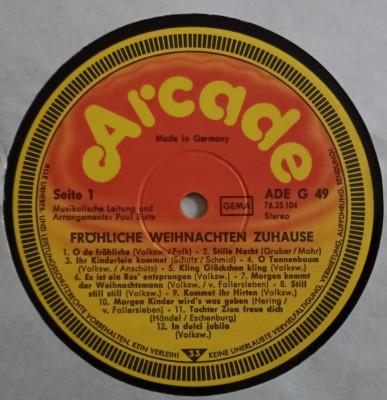 Arcade
Made in Germany
Seite 1
Musikalische Leitung und
Arrangements: Paul Biste
GEMA
ADE G 49
76.25104
Stereo
FRÖHLICHE WEIHNACHTEN ZUHAUSE
1. O du fröhliche (Volksw./Falk) - 2. Stille Nacht (Gruber/Mohr)
3. Ihr Kinderlein kommet (Schultz/Schmid) - 4. O Tannenbaum
(Volksw./Anschütz) - 5. Kling Glöckchen kling (Volksw.)
6. Es ist ein Ros' entsprungen (Volksw.) - 7. Morgen kommt
der Weihnachtsmann (Volksw./v. Fallersleben) - 8. Still
still still (Volksw.) - 9. Kommet ihr Hirten (Volksw.)
10. Morgen Kinder wird's was geben (Hering/
v. Fallersleben) - 11. Tochter Zion freue dich
(Händel/Eschenburg)
12. In dulci jubilo
(Volksw.)
33
ALLE URHEBER- UND LEISTUNGSSCHUTZRECHTE VORBEHALTEN. KEIN VERLEIH! KEINE UNERLAUBTE VERVIELFÄLTIGUNG, VERMIETUNG, AUFFÜHRUNG, SENDUNG!